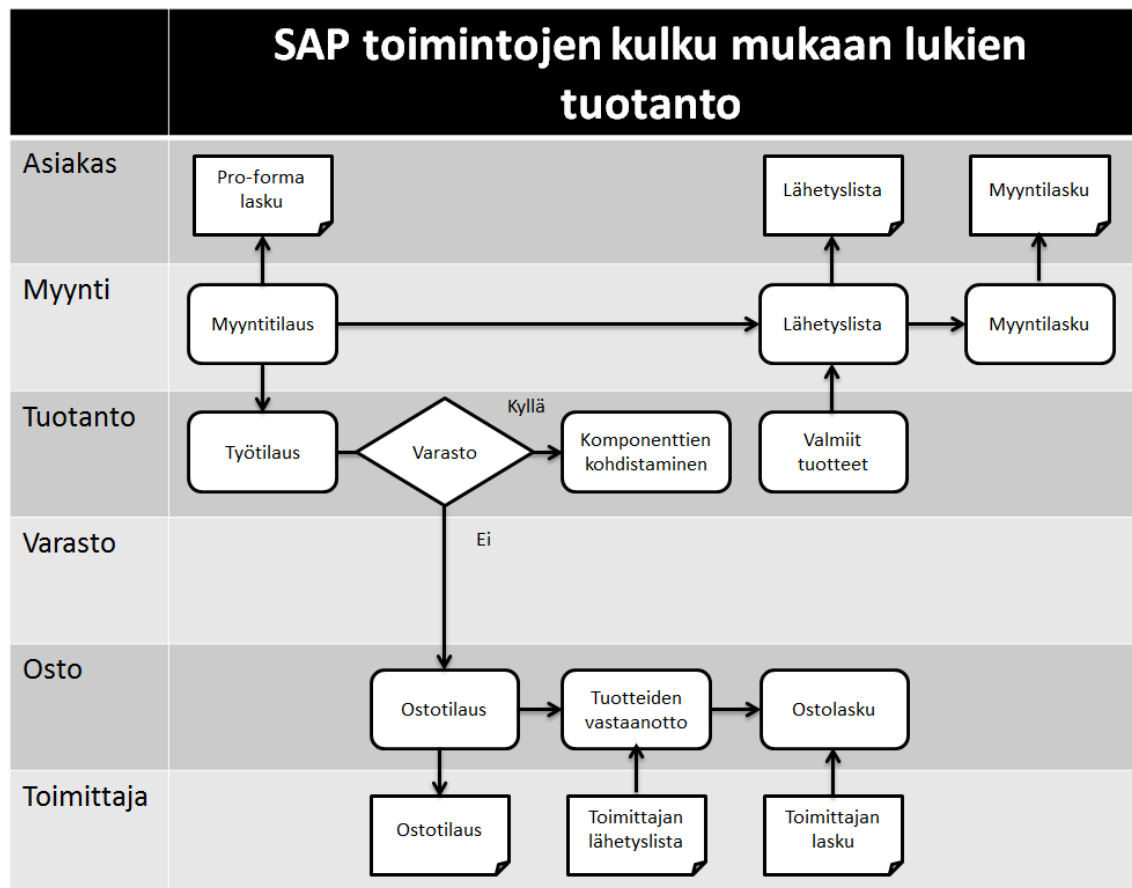 SAP toimintojen kulku mukaan lukien
tuotanto
Asiakas
Pro-forma
lasku
Lähetyslista
Myyntilasku
Myynti
Myyntitilaus
Lähetyslista
Myyntilasku
Tuotanto
Työtilaus
Varasto
Kyllä
Komponenttien
kohdistaminen
Valmiit
tuotteet
Varasto
Ei
Osto
Ostotilaus
Tuotteiden
vastaanotto
Ostolasku
Toimittaja
Ostotilaus
Toimittajan
lähetyslista
Toimittajan
lasku